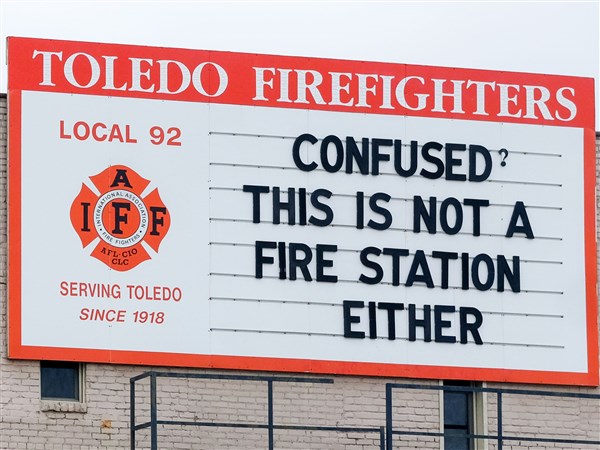 TOLEDO FIREFIGHTERS
LOCAL 92
A
I F F
INTERNATIONAL ASSOCIATION
FIRE FIGHTERS
AFL-CIO
CLC
SERVING TOLEDO
SINCE 1918
CONFUSED?
THIS IS NOT A
FIRE STATION
EITHER